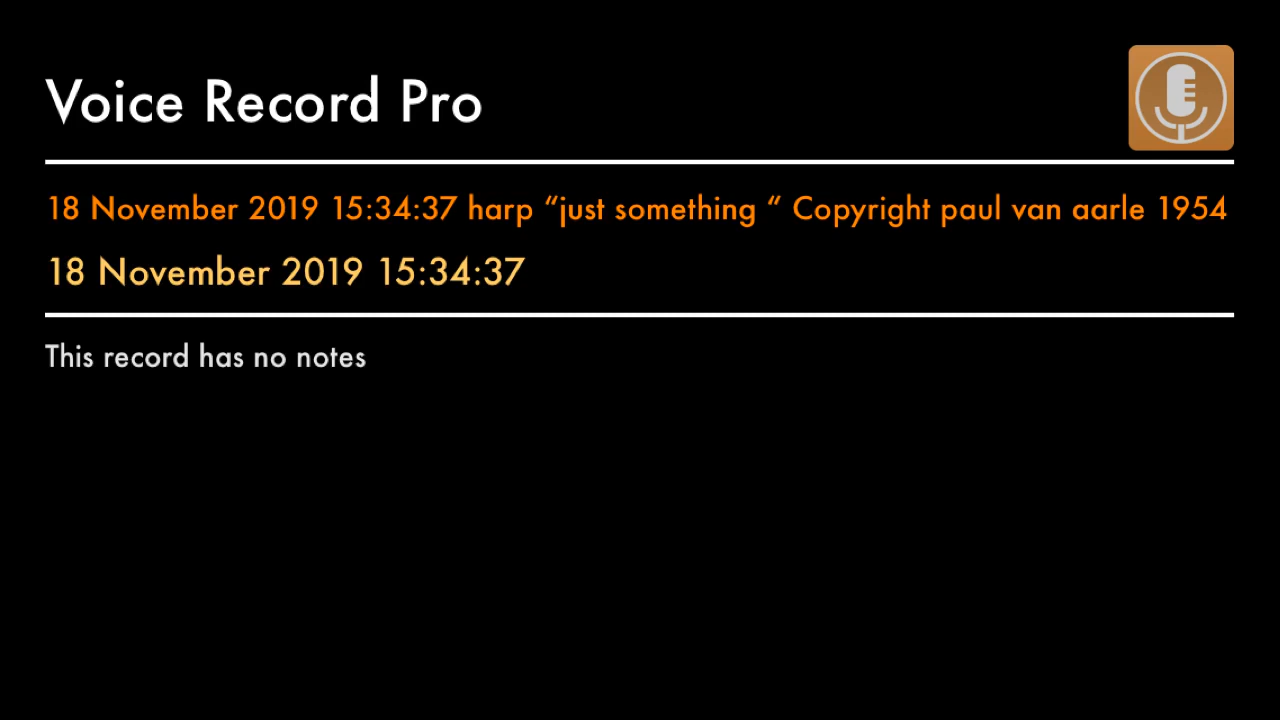 Voice Record Pro
18 November 2019 15:34:37 harp “just something “ Copyright paul van aarle 1954
18 November 2019 15:34:37
This record has no notes